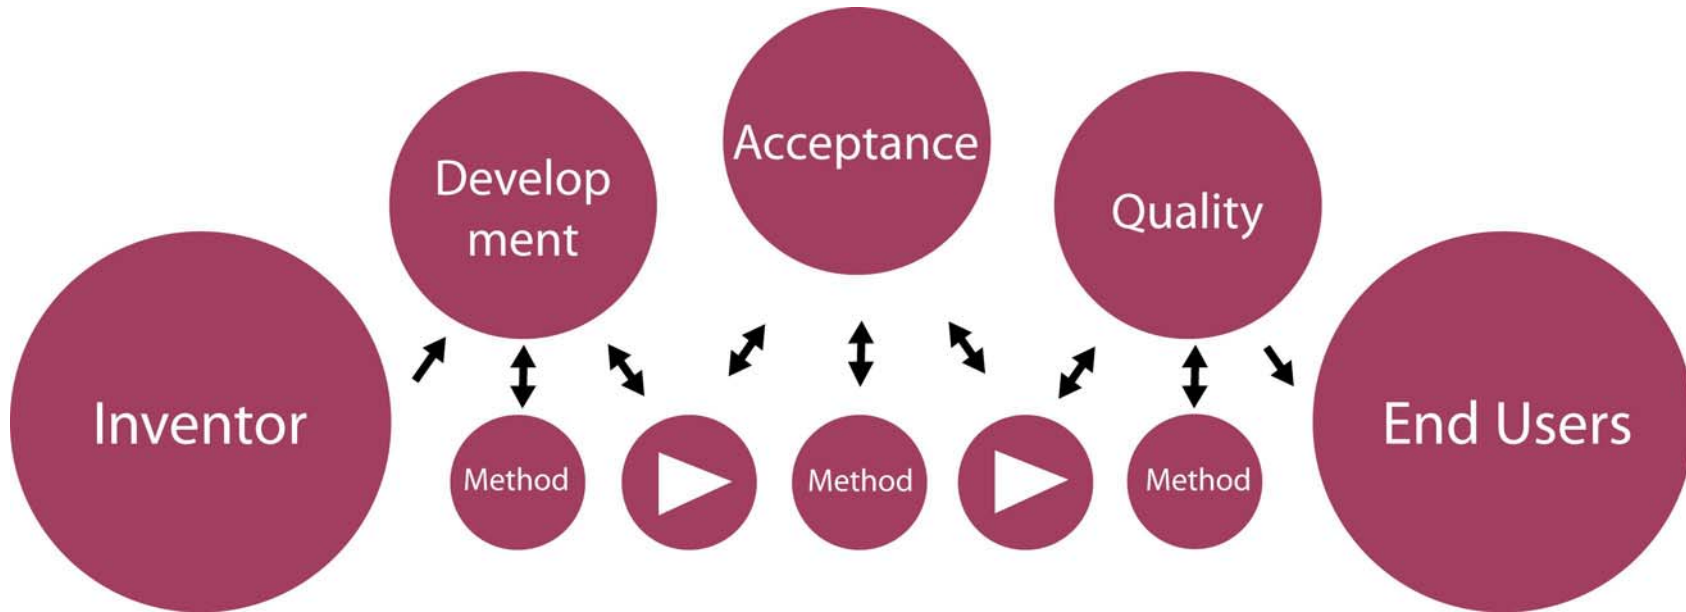 Inventor
Develop
ment
Acceptance
Quality
End Users
Method
Method
Method